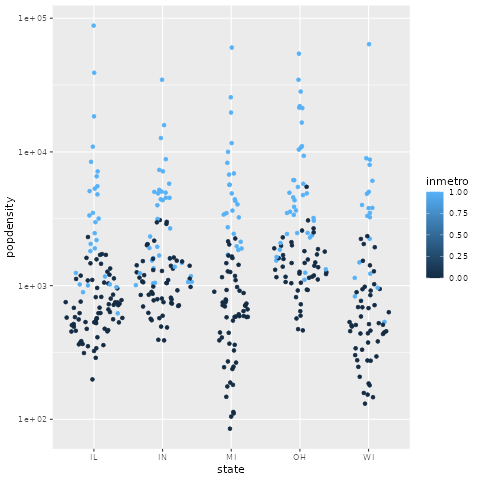 1e+05
1e+04
1e+03
1e+02
popdensity
IL IN MI OH WI
state
inmetro
1.00
0.75
0.50
0.25
0.00